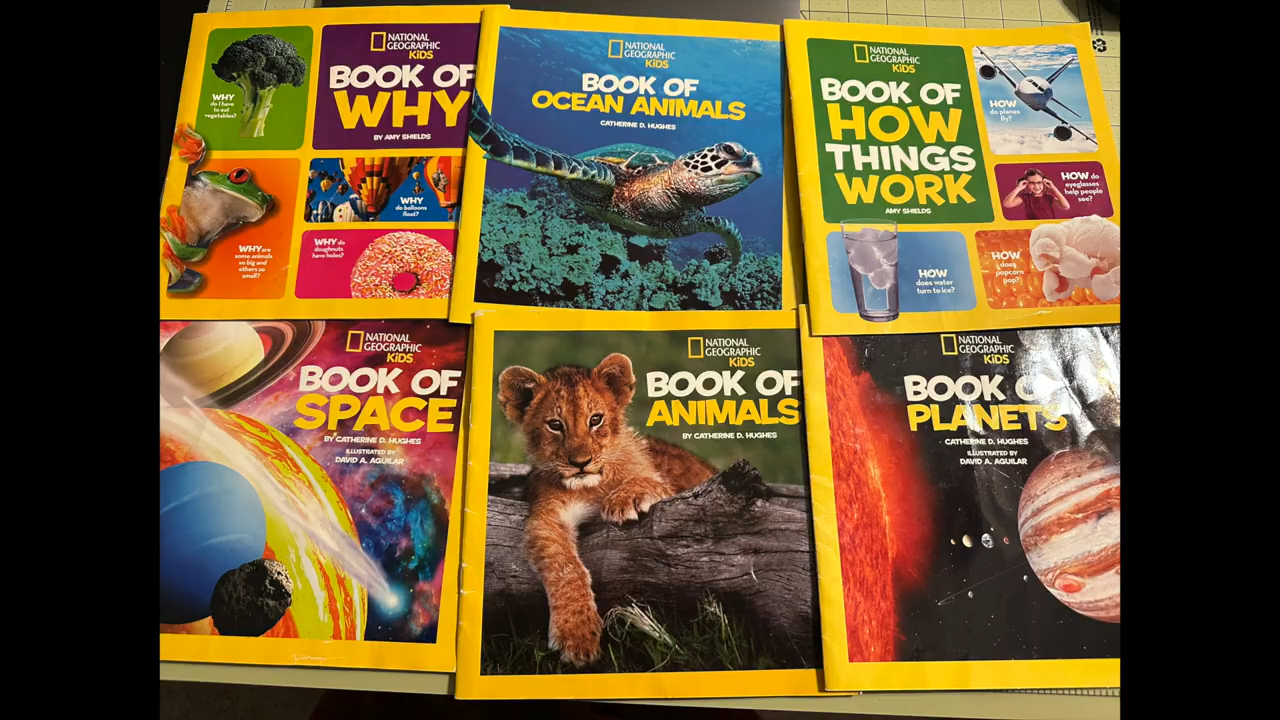 NATIONAL
GEOGRAPHIC
KiDS
BOOK OF
WHY
BY AMY SHIELDS
WHY
do I have
to eat
vegetables?
WHY
do balloons
float?
WHY are
some animals
so big and
others so
small?
WHY do
doughnuts
have holes?
NATIONAL
GEOGRAPHIC
KiDS
BOOK OF
OCEAN ANIMALS
CATHERINE D. HUGHES
NATIONAL
GEOGRAPHIC
KiDS
BOOK OF
HOW
THINGS
WORK
AMY SHIELDS
HOW
do planes
fly?
HOW do
eyeglasses
help people
see?
HOW
does water
turn to ice?
HOW
does
popcorn
pop?
NATIONAL
GEOGRAPHIC
KiDS
BOOK OF
SPACE
BY CATHERINE D. HUGHES
ILLUSTRATED BY
DAVID A. AGUILAR
NATIONAL
GEOGRAPHIC
KiDS
BOOK OF
ANIMALS
BY CATHERINE D. HUGHES
NATIONAL
GEOGRAPHIC
KiDS
BOOK OF
PLANETS
CATHERINE D. HUGHES
ILLUSTRATED BY
DAVID A. AGUILAR